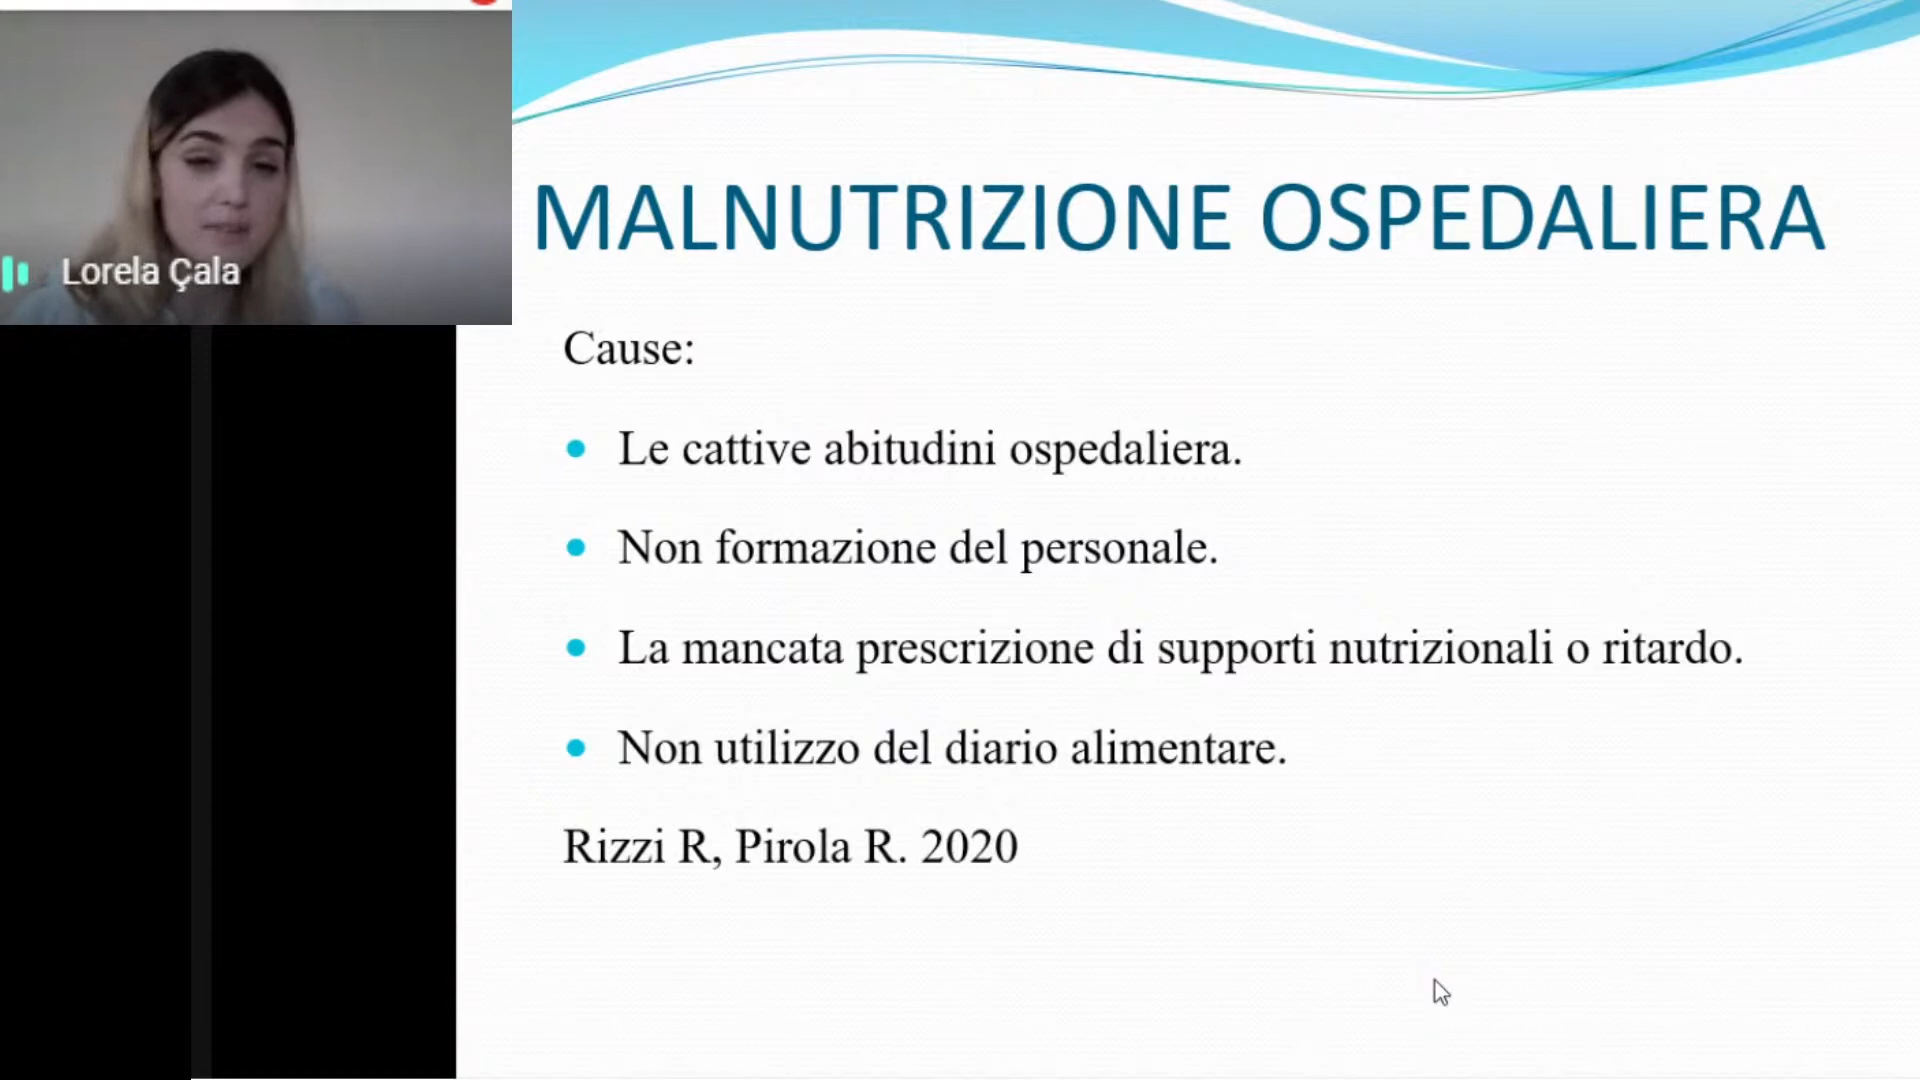 Lorela Çala
MALNUTRIZIONE OSPEDALIERA
Cause:
• Le cattive abitudini ospedaliera.
• Non formazione del personale.
• La mancata prescrizione di supporti nutrizionali o ritardo.
• Non utilizzo del diario alimentare.
Rizzi R, Pirola R. 2020